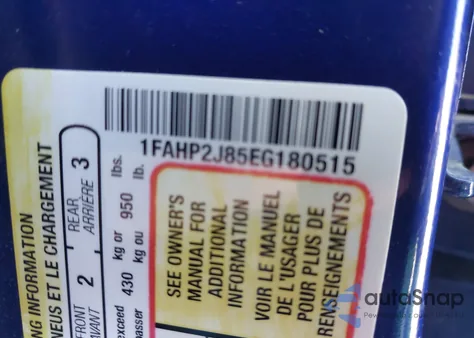 1FAHP2J85EG180515
NG INFORMATION
NEUS ET LE CHARGEMENT
FRONT 2 REAR 3
AVANT ARRIÈRE
exceed 430 kg or 950 lbs.
passer kg ou lb.
SEE OWNER'S
MANUAL FOR
ADDITIONAL
INFORMATION
VOIR LE MANUEL
DE L'USAGER
POUR PLUS DE
RENSEIGNEMENTS
autoSnap